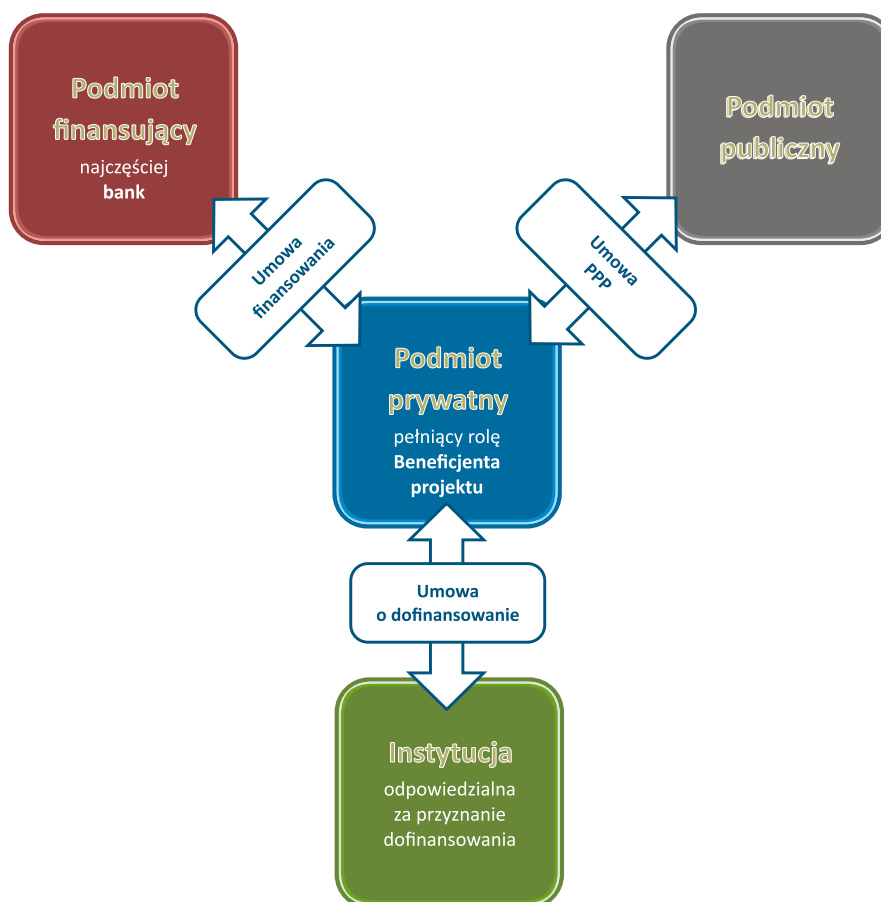 Podmiot
finansujący
najczęściej
bank
Podmiot
publiczny
Umowa
finansowania
Umowa
PPP
Podmiot
prywatny
pełniący rolę
Beneficjenta
projektu
Umowa
o dofinansowanie
Instytucja
odpowiedzialna
za przyznanie
dofinansowania